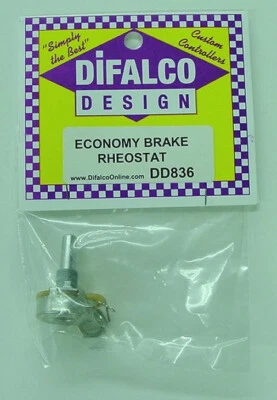 "Simply
the Best"
Custom
Controllers
DiFALCO
DESIGN
ECONOMY BRAKE
RHEOSTAT
www.DifalcoOnline.com DD836